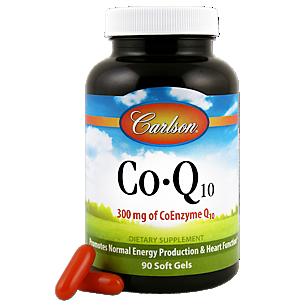 Carlson®
Co•Q10
300 mg of CoEnzyme Q10
DIETARY SUPPLEMENT
Promotes Normal Energy Production & Heart Function†
90 Soft Gels